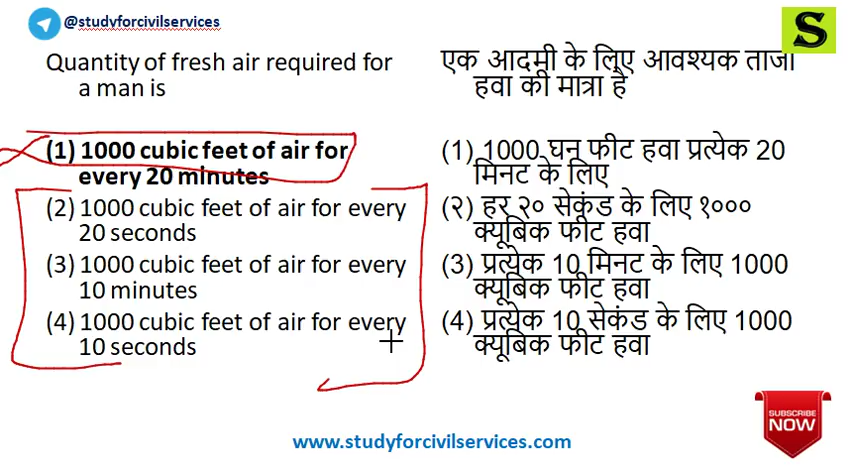 @studyforcivilservices
S
Quantity of fresh air required for
a man is
(1) 1000 cubic feet of air for
every 20 minutes
(2) 1000 cubic feet of air for every
20 seconds
(3) 1000 cubic feet of air for every
10 minutes
(4) 1000 cubic feet of air for every
10 seconds
एक आदमी के लिए आवश्यक ताजा
हवा की मात्रा है
(1) 1000 घन फीट हवा प्रत्येक 20
मिनट के लिए
(२) हर २० सेकंड के लिए १०००
क्यूबिक फीट हवा
(3) प्रत्येक 10 मिनट के लिए 1000
क्यूबिक फीट हवा
(4) प्रत्येक 10 सेकंड के लिए 1000
क्यूबिक फीट हवा
SUBSCRIBE
NOW
www.studyforcivilservices.com